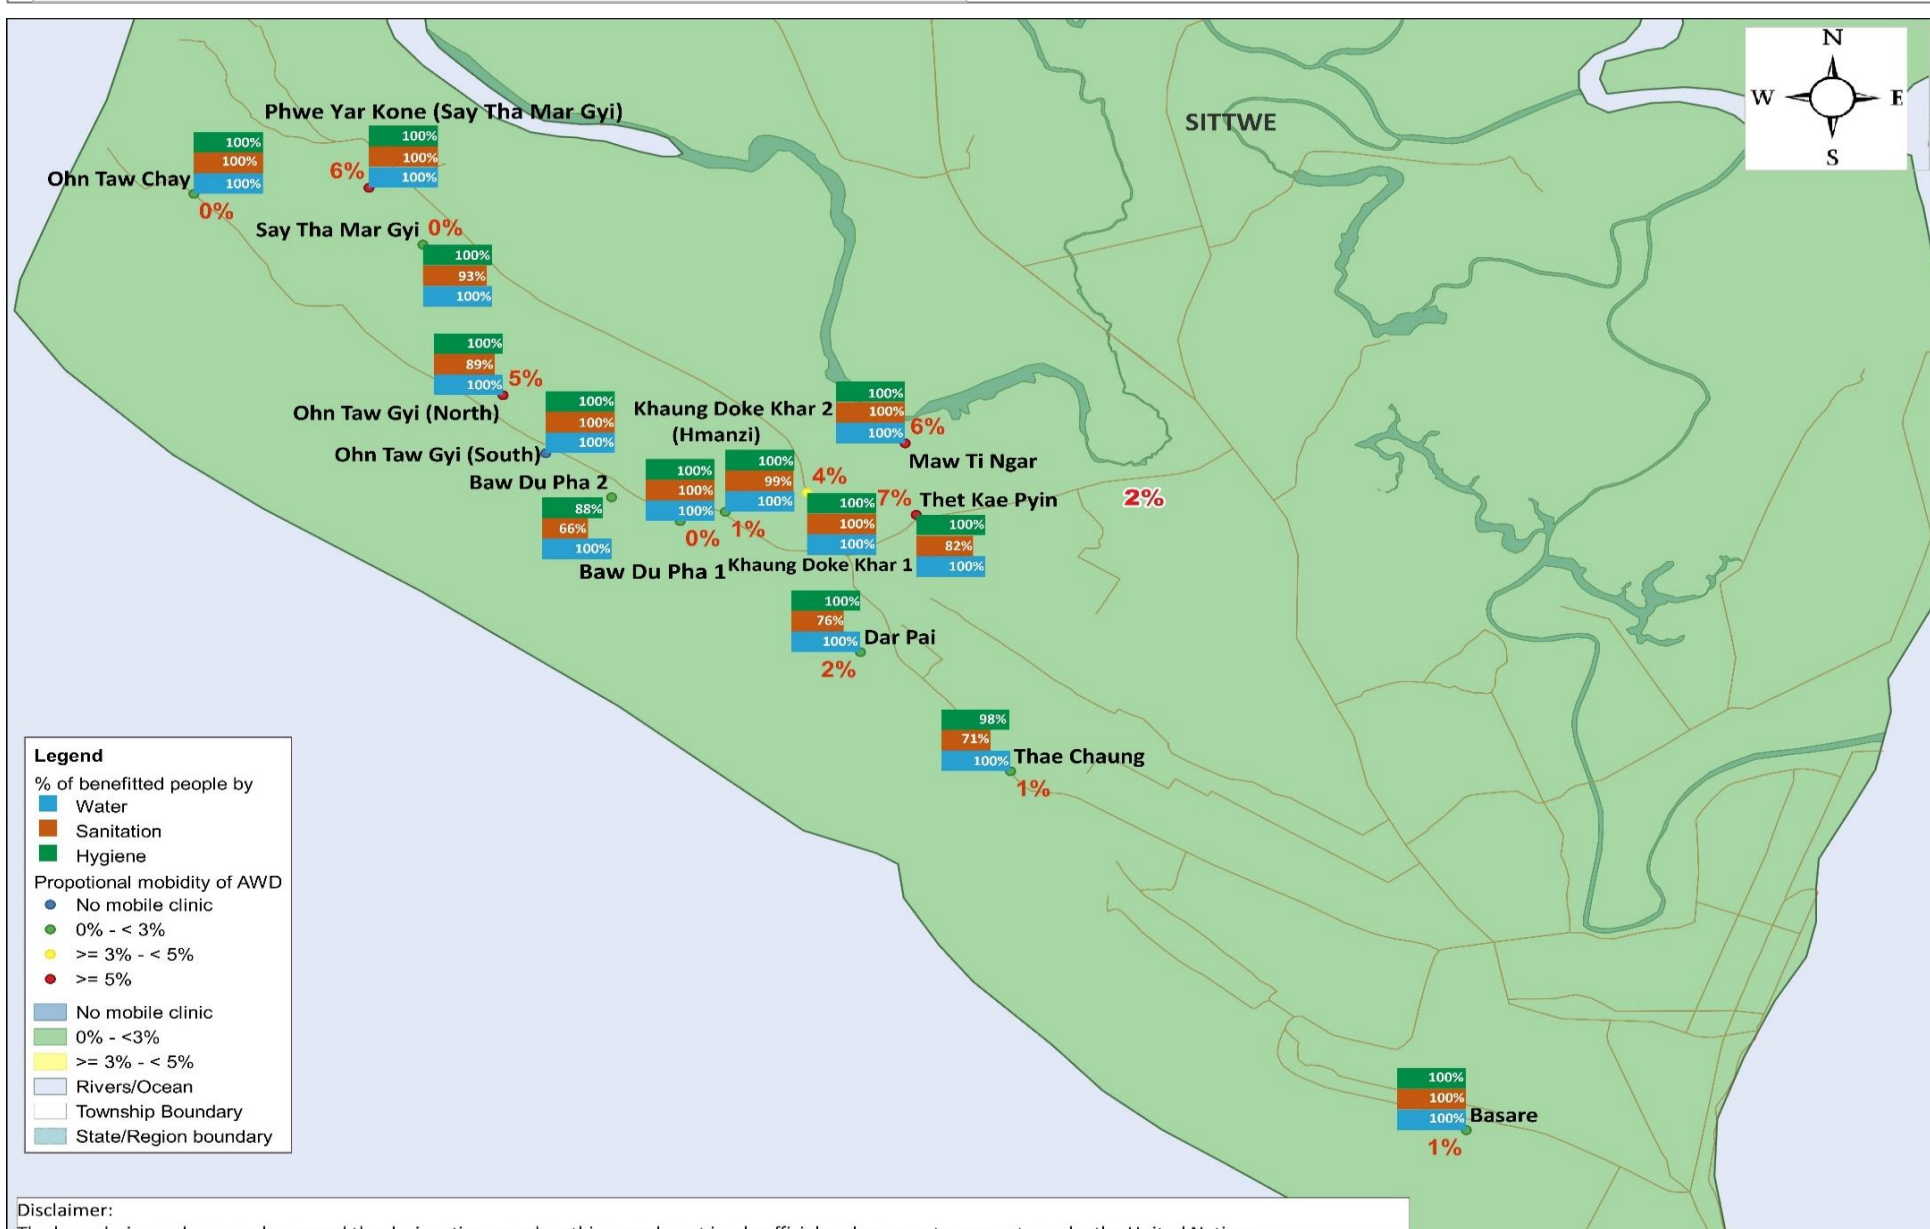 N
W E
S
SITTWE
Phwe Yar Kone (Say Tha Mar Gyi)
100%
100%
100%
6%
100%
100%
100%
Ohn Taw Chay
0%
Say Tha Mar Gyi 0%
100%
93%
100%
100%
89%
100%
5%
Ohn Taw Gyi (North)
100%
100%
100%
Ohn Taw Gyi (South)
Baw Du Pha 2
88%
66%
100%
100%
100%
100%
0%
Baw Du Pha 1
Khaung Doke Khar 2
(Hmanzi)
100%
99%
100%
1%
100%
100%
100%
6%
Maw Ti Ngar
4%
100%
100%
100%
Khaung Doke Khar 1
7% Thet Kae Pyin
100%
82%
100%
2%
100%
76%
100%
Dar Pai
2%
98%
71%
100%
Thae Chaung
1%
100%
100%
100%
Basare
1%
Legend
% of benefitted people by
Water
Sanitation
Hygiene
Propotional mobidity of AWD
No mobile clinic
0% - < 3%
>= 3% - < 5%
>= 5%
No mobile clinic
0% - <3%
>= 3% - < 5%
Rivers/Ocean
Township Boundary
State/Region boundary
Disclaimer: